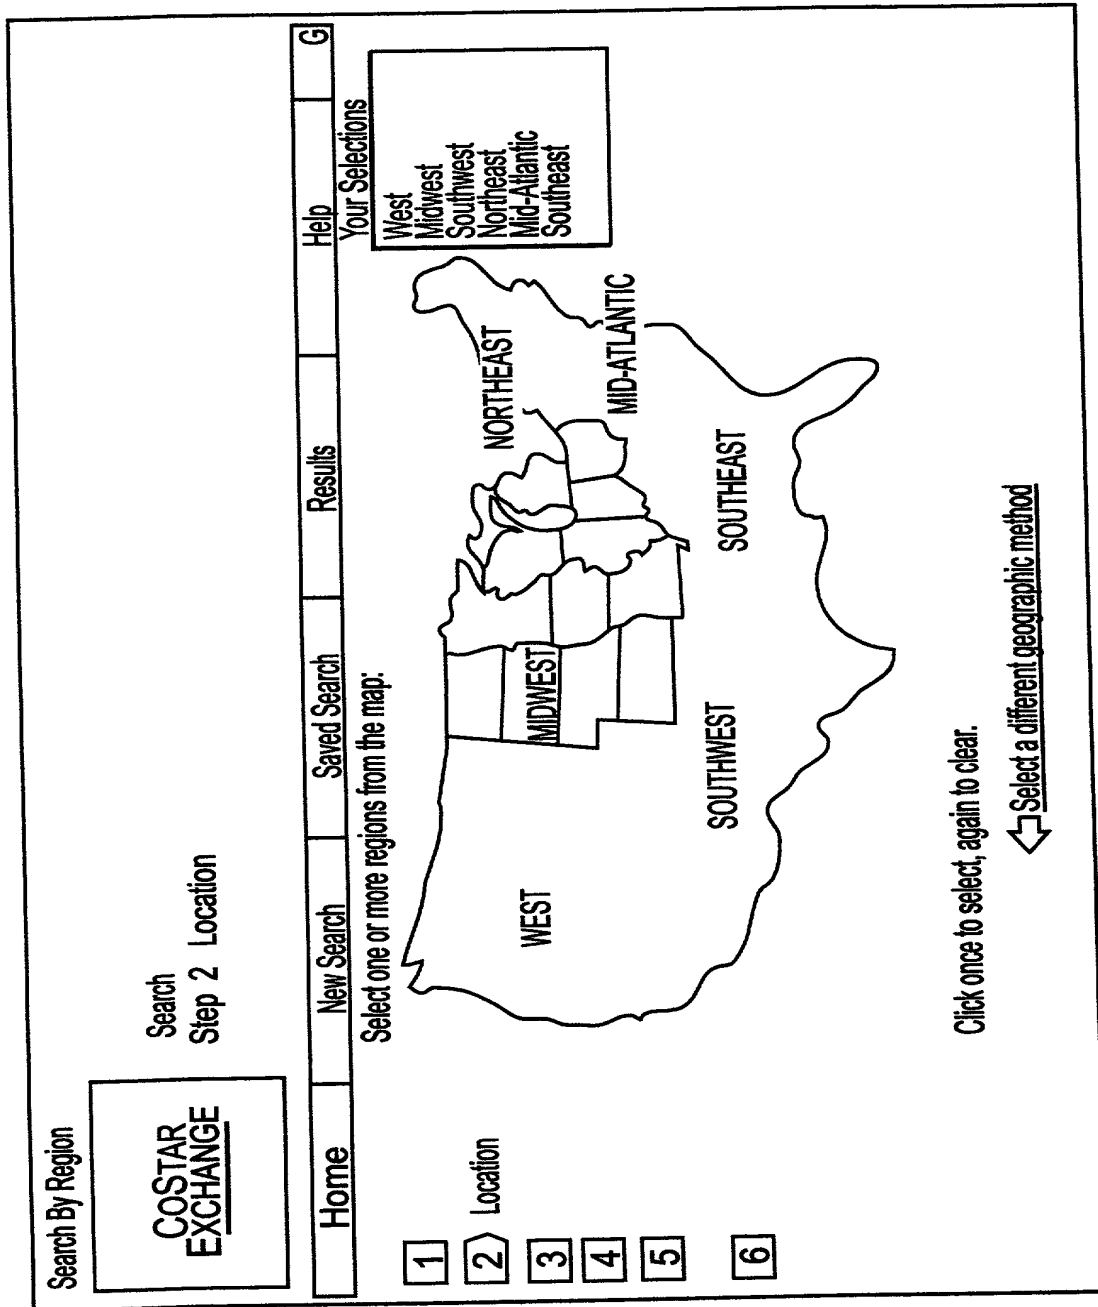 Search By Region
COSTAR
EXCHANGE
Search
Step 2 Location
Home
New Search
Saved Search
Results
Help
G
1
2 Location
3
4
5
6
Select one or more regions from the map:
WEST
MIDWEST
SOUTHWEST
NORTHEAST
MID-ATLANTIC
SOUTHEAST
Your Selections
West
Midwest
Southwest
Northeast
Mid-Atlantic
Southeast
Click once to select, again to clear.
Select a different geographic method